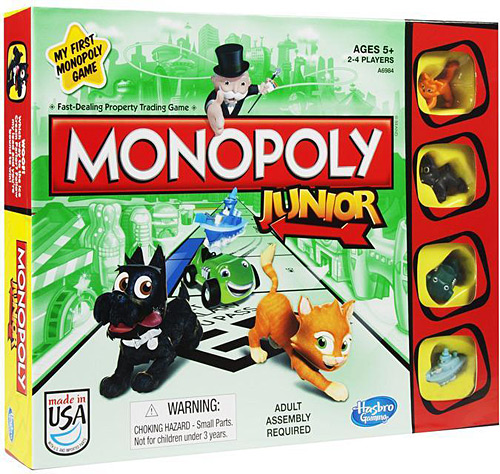 MY FIRST
MONOPOLY
GAME
AGES 5+
2-4 PLAYERS
A6984
Fast-Dealing Property Trading Game
MONOPOLY
JUNIOR
PASS
MONOPOLY
JUNIOR
made in
USA
WARNING:
CHOKING HAZARD - Small Parts.
Not for children under 3 years.
ADULT
ASSEMBLY
REQUIRED
Hasbro
Gaming